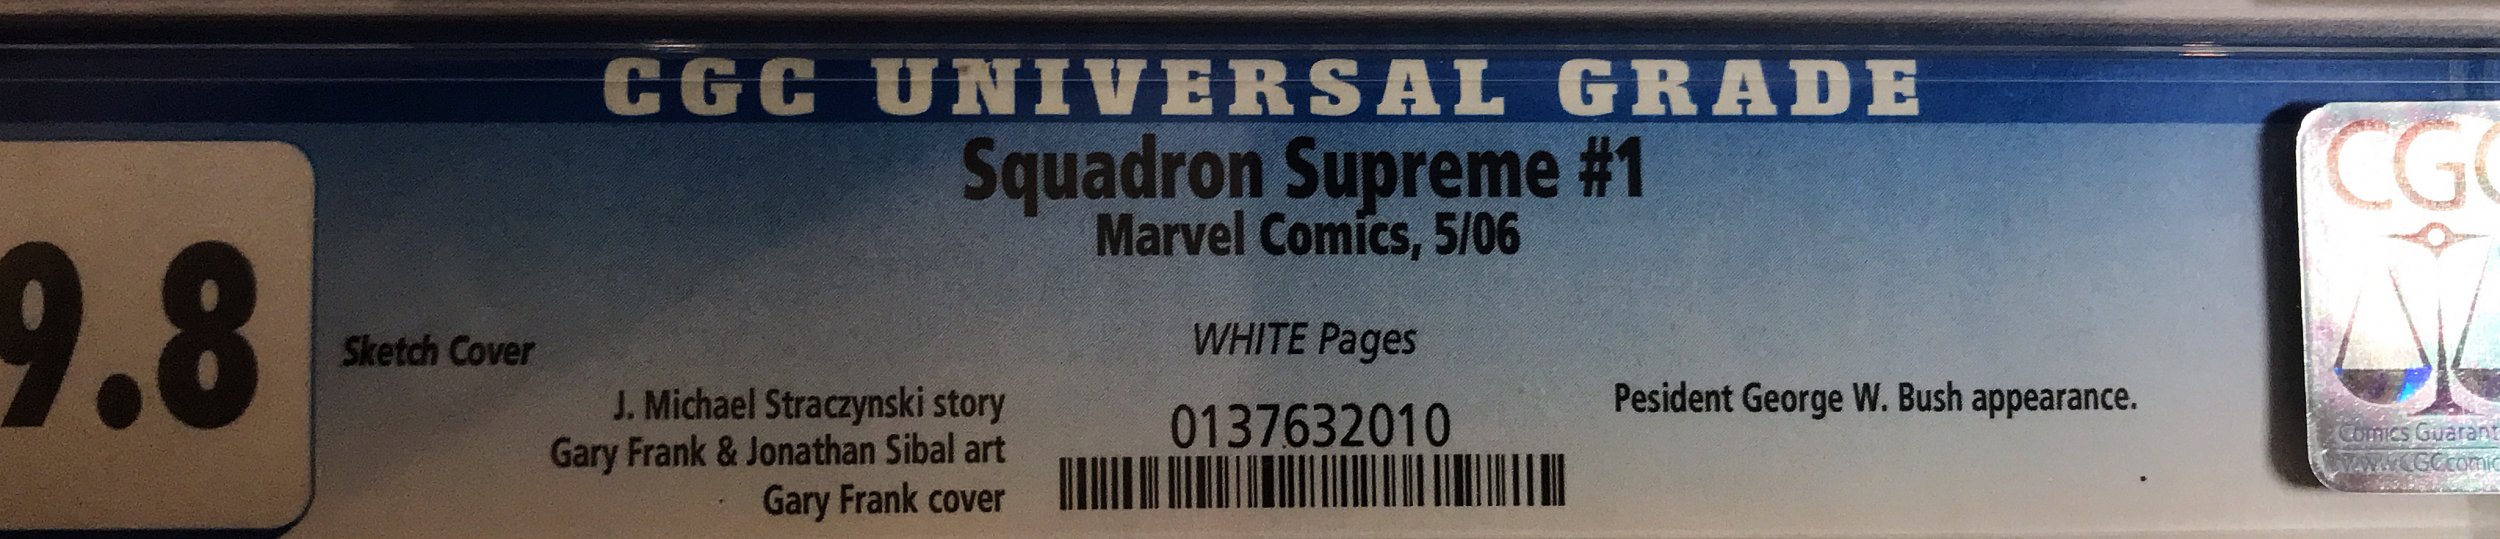 CGC UNIVERSAL GRADE
Squadron Supreme #1
Marvel Comics, 5/06
9.8
Sketch Cover
WHITE Pages
J. Michael Straczynski story
Gary Frank & Jonathan Sibal art
Gary Frank cover
0137632010
Pesident George W. Bush appearance.
CGC
Comics Guarant
www.CGCcomic